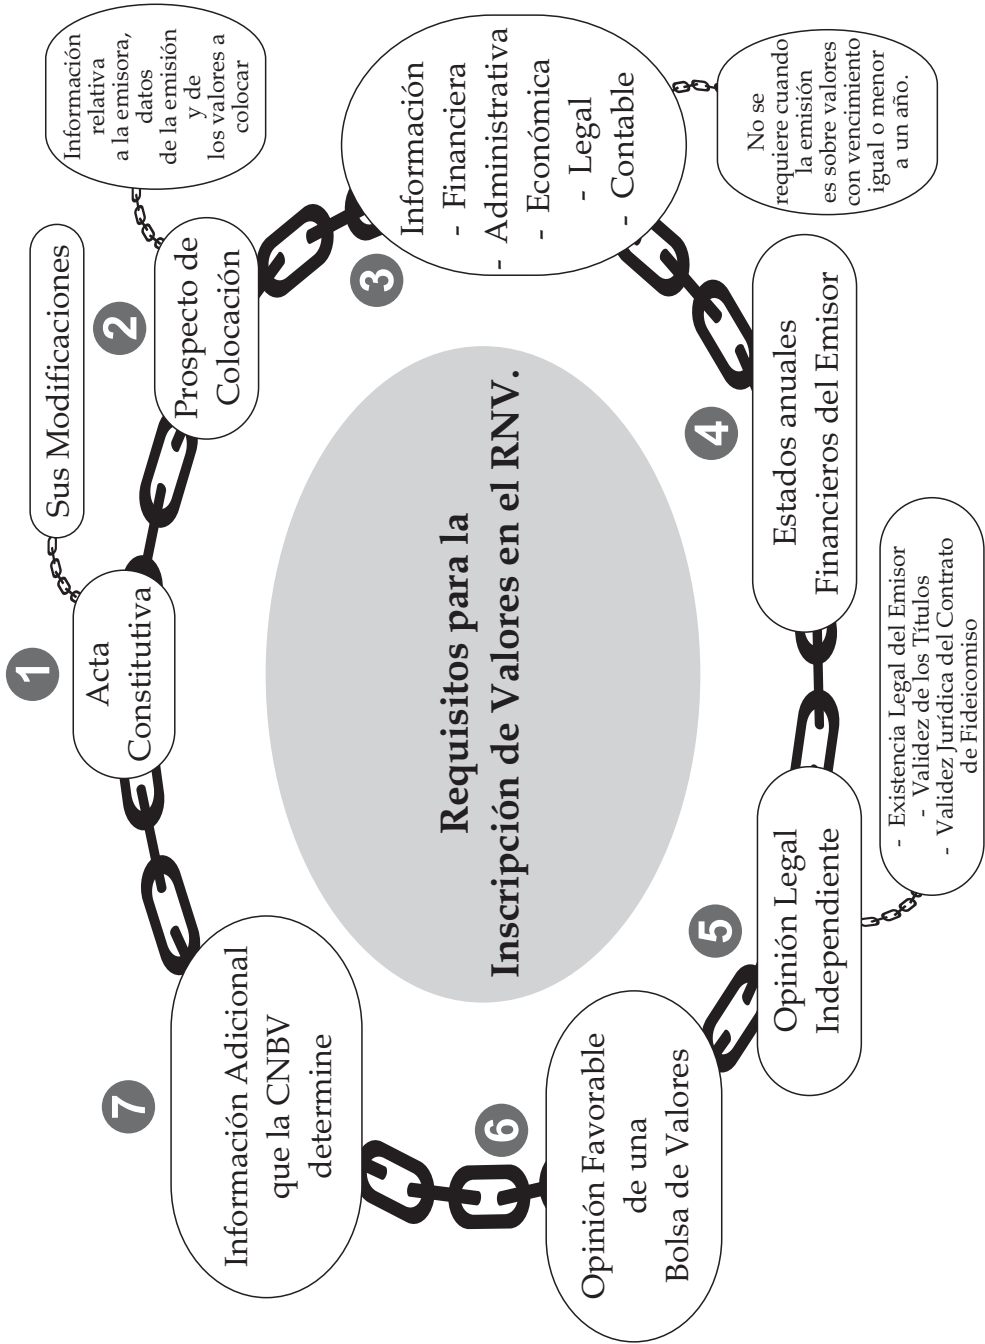 Requisitos para la
Inscripción de Valores en el RNV.
1
Acta
Constitutiva
Sus Modificaciones
2
Prospecto de
Colocación
Información
relativa
a la emisora,
datos
de la emisión
y de
los valores a
colocar
3
Información
- Financiera
- Administrativa
- Económica
- Legal
- Contable
No se
requiere cuando
la emisión
es sobre valores
con vencimiento
igual o menor
a un año.
4
Estados anuales
Financieros del Emisor
5
Opinión Legal
Independiente
- Existencia Legal del Emisor
- Validez de los Títulos
- Validez Jurídica del Contrato
de Fideicomiso
6
Opinión Favorable
de una
Bolsa de Valores
7
Información Adicional
que la CNBV
determine